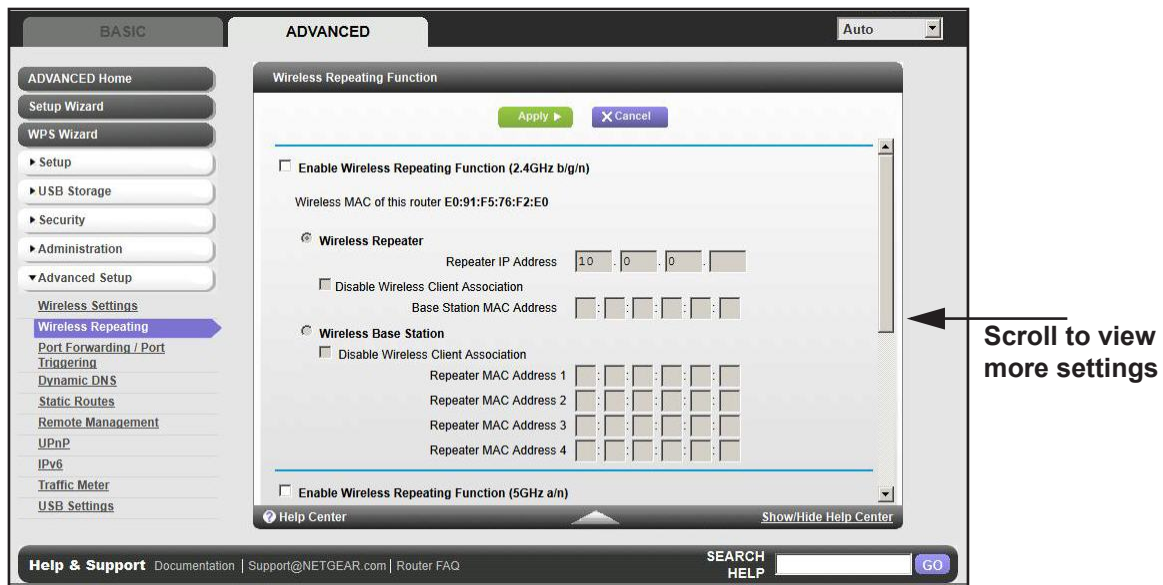 BASIC
ADVANCED
Auto
ADVANCED Home
Setup Wizard
WPS Wizard
Setup
USB Storage
Security
Administration
Advanced Setup
Wireless Settings
Wireless Repeating
Port Forwarding / Port
Triggering
Dynamic DNS
Static Routes
Remote Management
UPnP
IPv6
Traffic Meter
USB Settings
Wireless Repeating Function
Apply
X Cancel
Enable Wireless Repeating Function (2.4GHz b/g/n)
Wireless MAC of this router E0:91:F5:76:F2:E0
Wireless Repeater
Repeater IP Address 10 . 0 . 0 .
Disable Wireless Client Association
Base Station MAC Address : : : : :
Wireless Base Station
Disable Wireless Client Association
Repeater MAC Address 1 : : : : :
Repeater MAC Address 2 : : : : :
Repeater MAC Address 3 : : : : :
Repeater MAC Address 4 : : : : :
Enable Wireless Repeating Function (5GHz a/n)
? Help Center
Show/Hide Help Center
Scroll to view
more settings
Help & Support Documentation | Support@NETGEAR.com | Router FAQ
SEARCH
HELP
GO